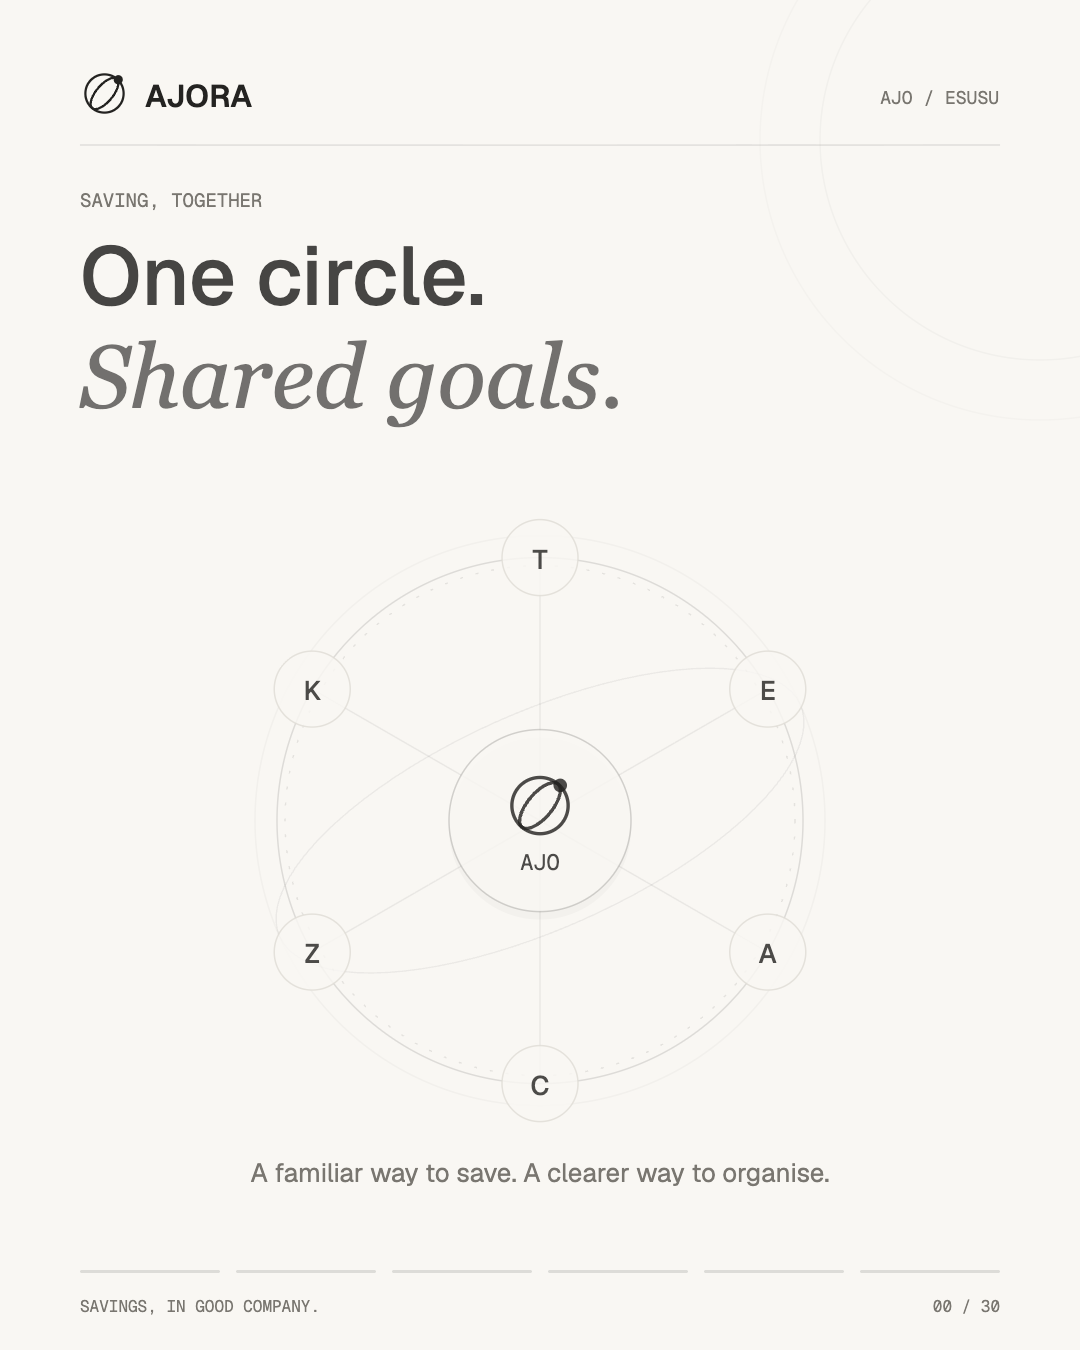 AJORA
AJO / ESUSU
SAVING, TOGETHER
One circle.
Shared goals.
T
K
E
AJO
Z
A
C
A familiar way to save. A clearer way to organise.
SAVINGS, IN GOOD COMPANY.
00 / 30